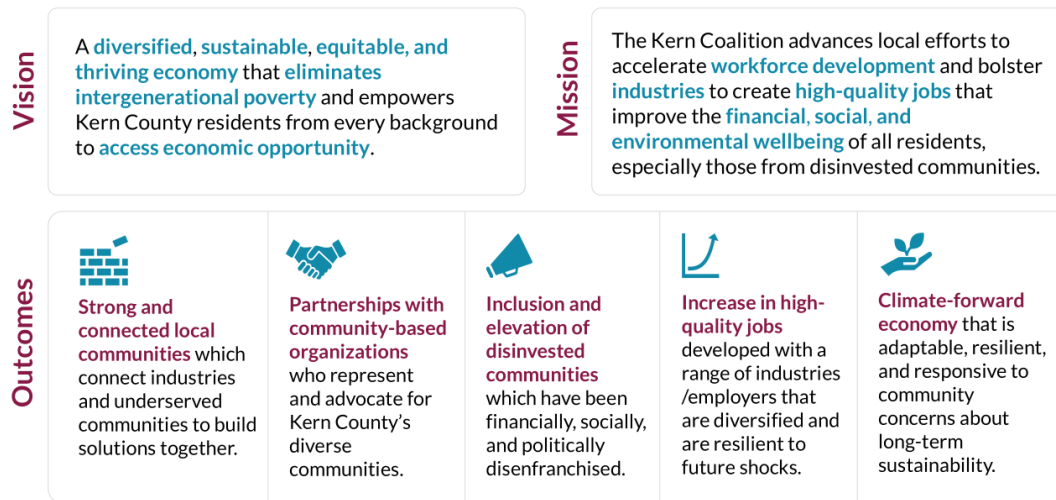 Vision
A diversified, sustainable, equitable, and
thriving economy that eliminates
intergenerational poverty and empowers
Kern County residents from every background
to access economic opportunity.
Mission
The Kern Coalition advances local efforts to
accelerate workforce development and bolster
industries to create high-quality jobs that
improve the financial, social, and
environmental wellbeing of all residents,
especially those from disinvested communities.
Outcomes
Strong and
connected local
communities which
connect industries
and underserved
communities to build
solutions together.
Partnerships with
community-based
organizations
who represent
and advocate for
Kern County’s
diverse
communities.
Inclusion and
elevation of
disinvested
communities
which have been
financially, socially,
and politically
disenfranchised.
Increase in high-
quality jobs
developed with a
range of industries
/employers that
are diversified and
are resilient to
future shocks.
Climate-forward
economy that is
adaptable, resilient,
and responsive to
community
concerns about
long-term
sustainability.